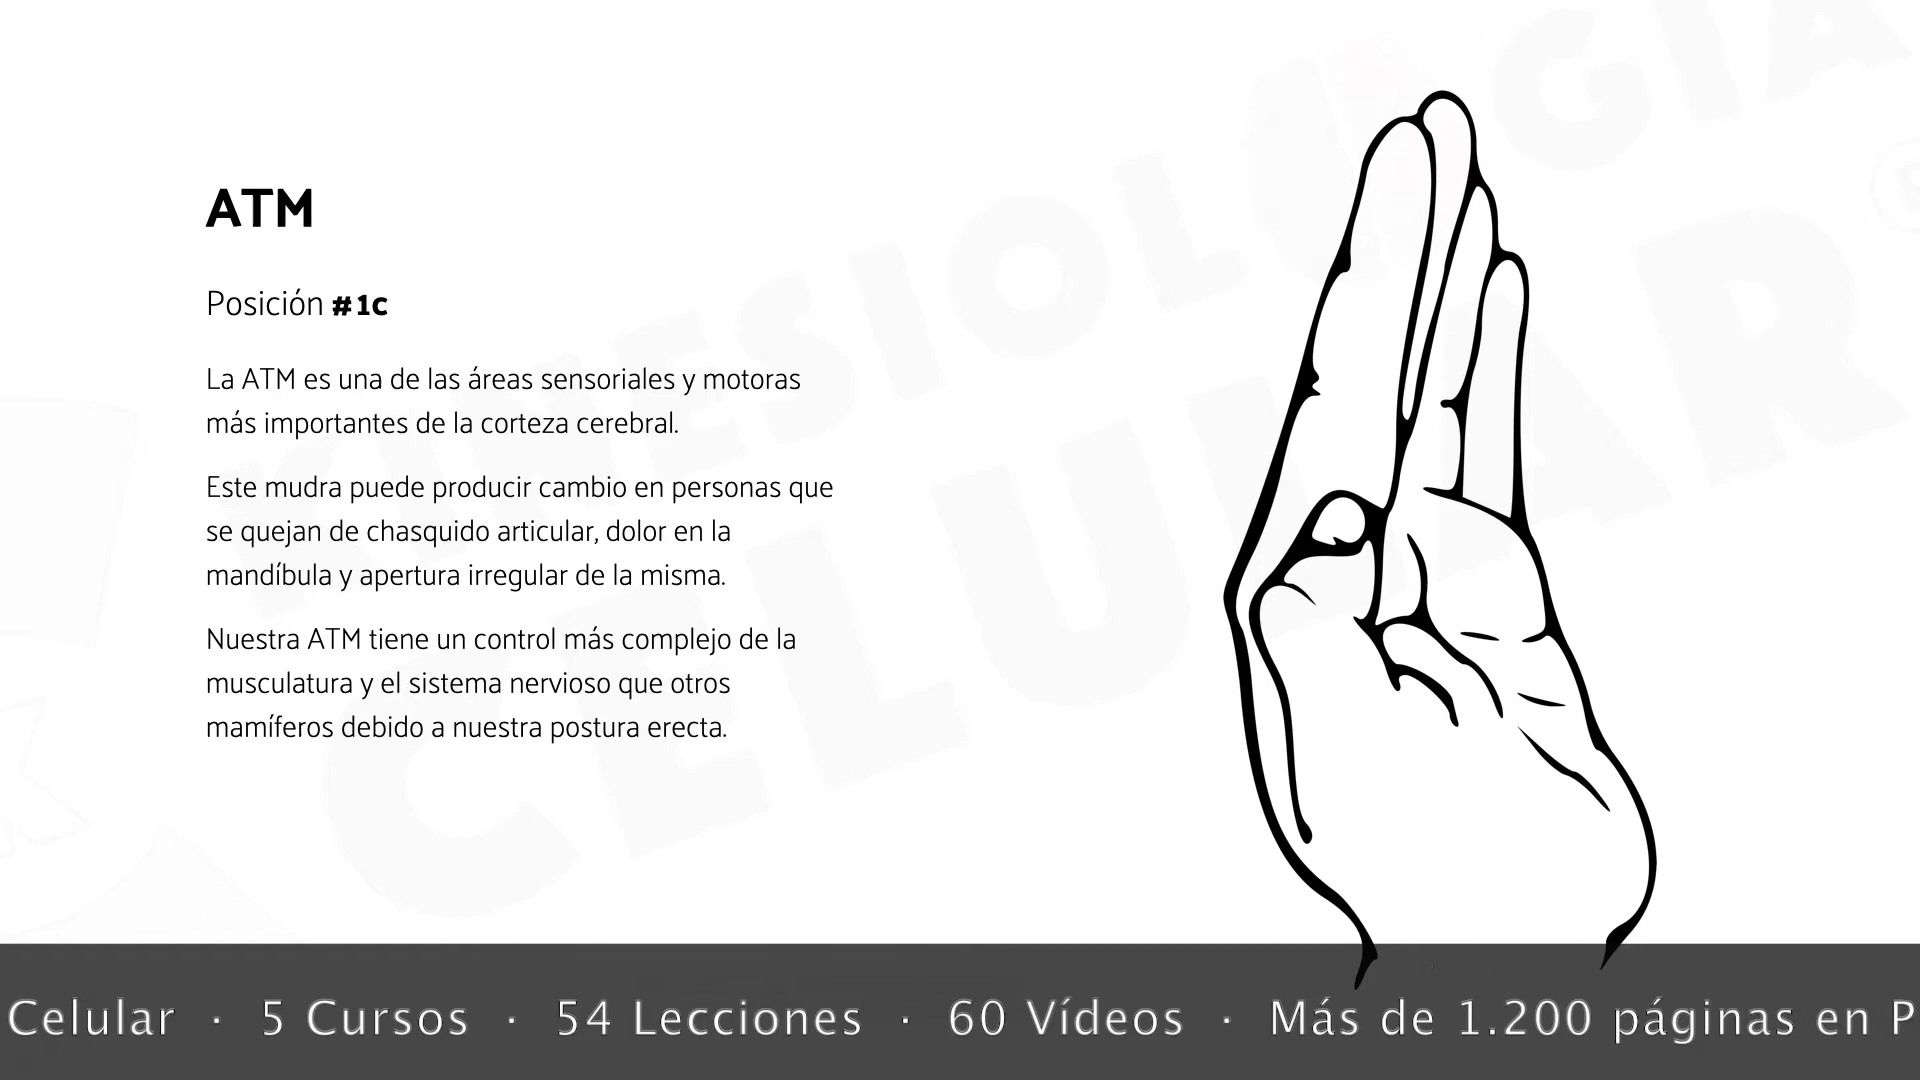 ATM
Posición #1c
La ATM es una de las áreas sensoriales y motoras
más importantes de la corteza cerebral.
Este mudra puede producir cambio en personas que
se quejan de chasquido articular, dolor en la
mandíbula y apertura irregular de la misma.
Nuestra ATM tiene un control más complejo de la
musculatura y el sistema nervioso que otros
mamíferos debido a nuestra postura erecta.
KINESIOLOGIA
CELULAR ®
Celular · 5 Cursos · 54 Lecciones · 60 Vídeos · Más de 1.200 páginas en P